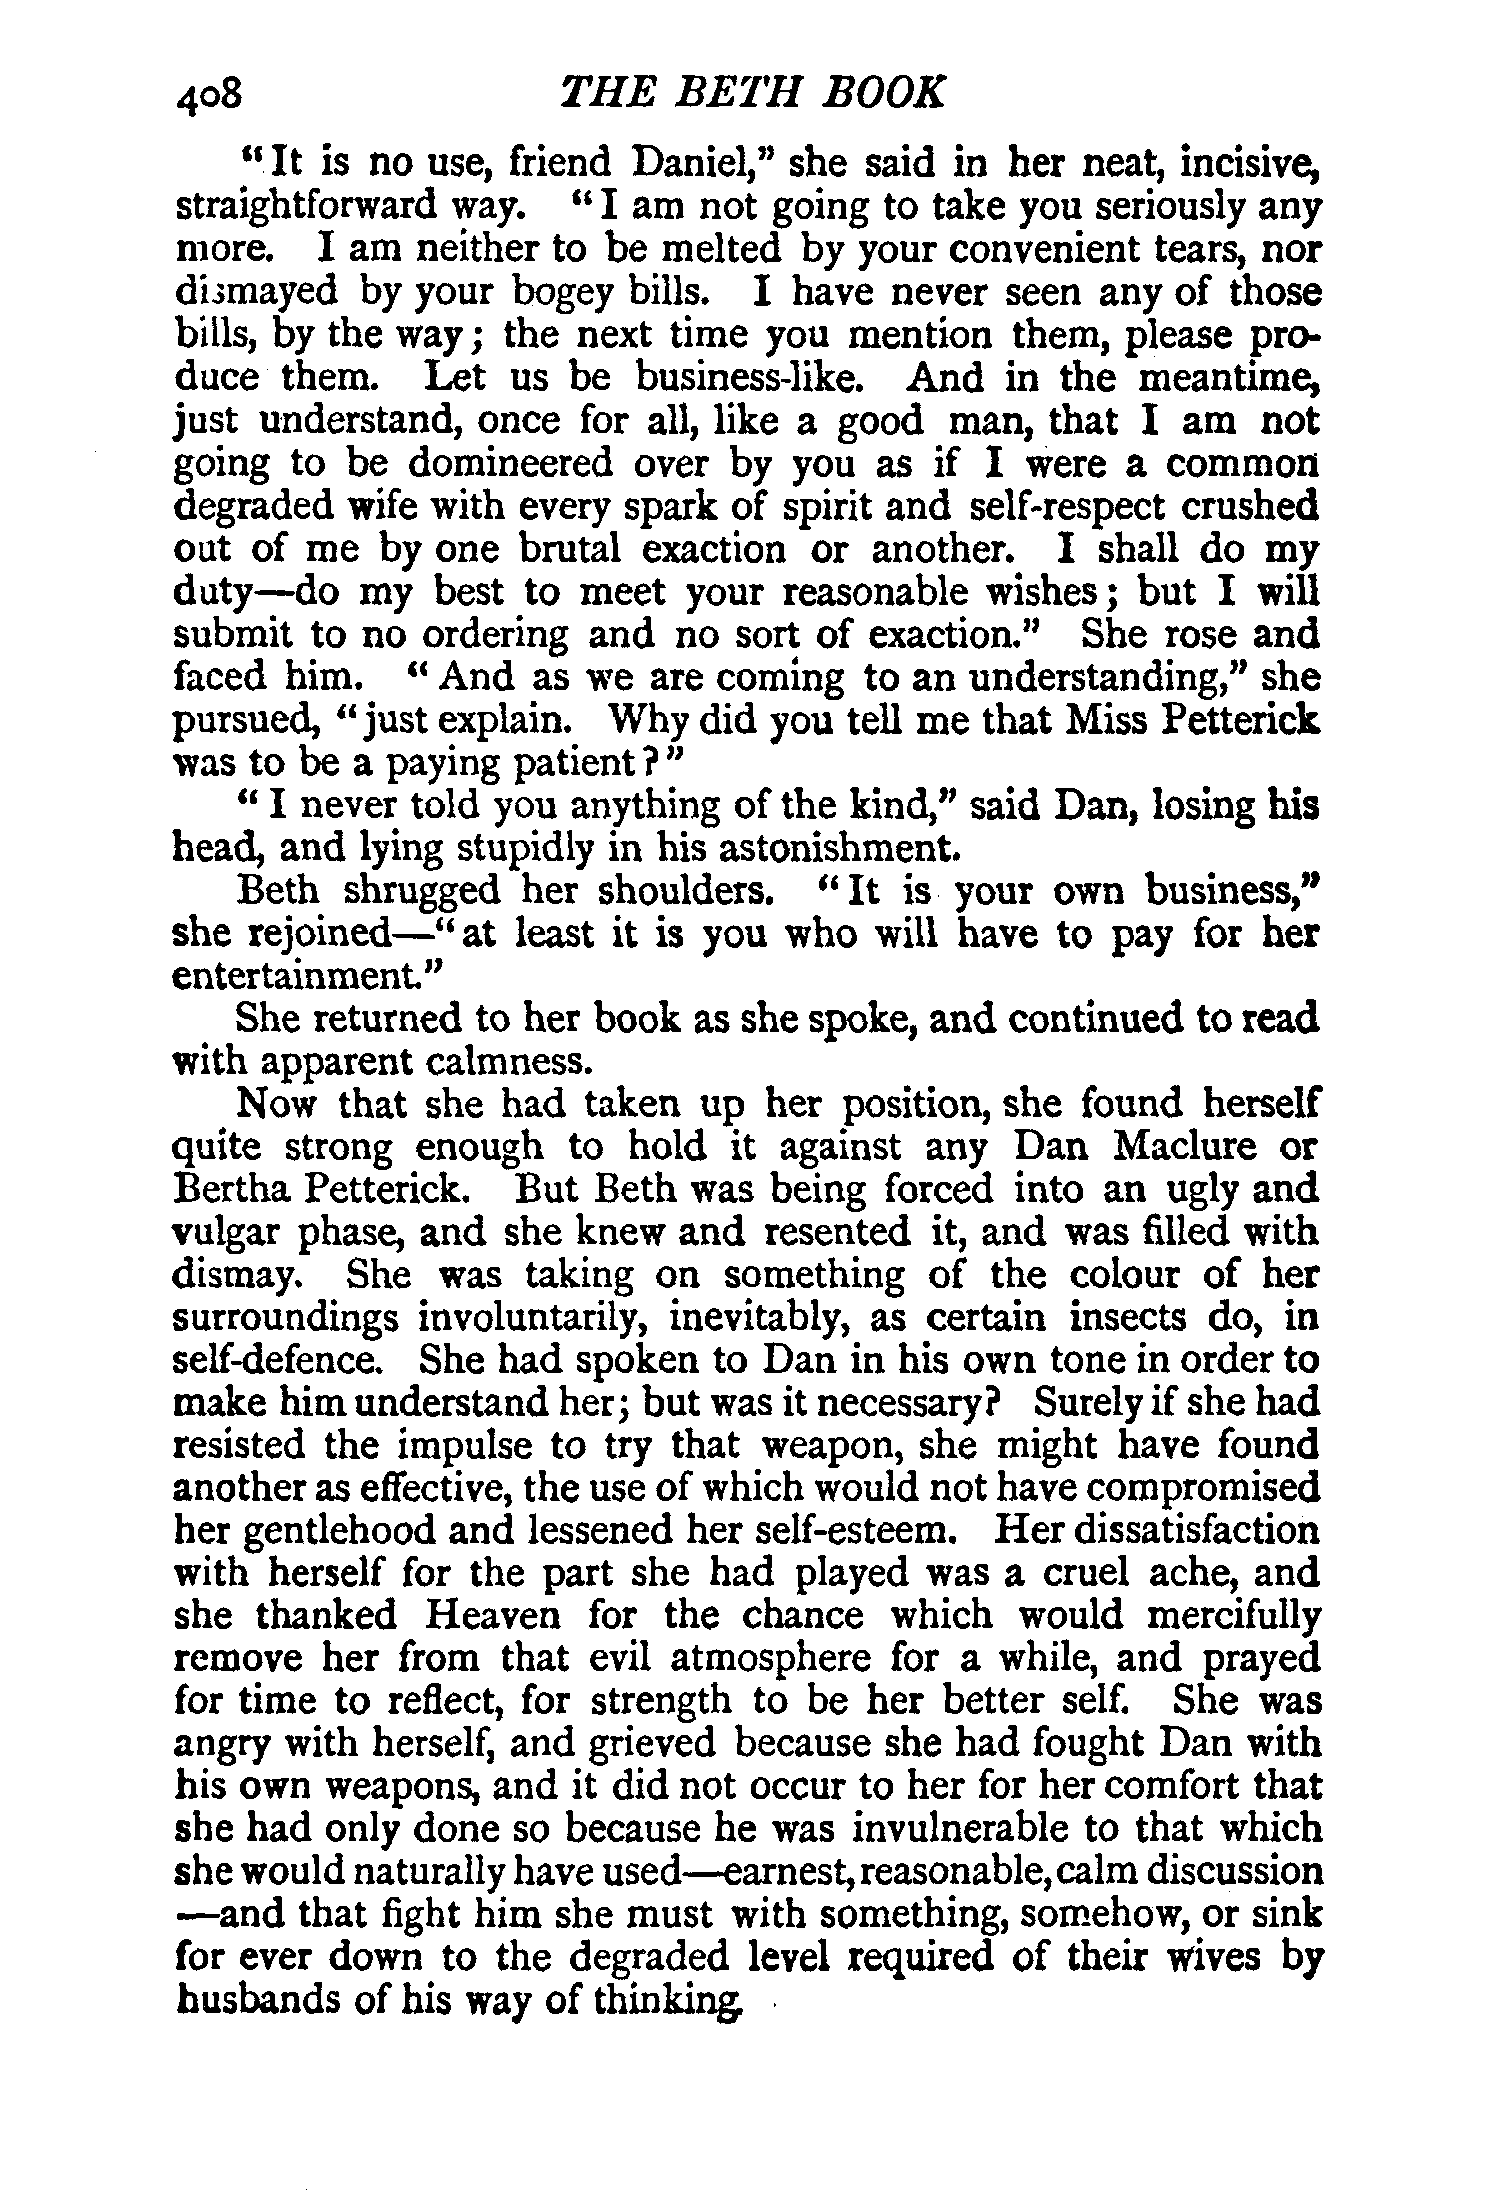 408 THE BETH BOOK
"It is no use, friend Daniel," she said in her neat, incisive,
straightforward way. "I am not going to take you seriously any
more. I am neither to be melted by your convenient tears, nor
dismayed by your bogey bills. I have never seen any of those
bills, by the way; the next time you mention them, please pro-
duce them. Let us be business-like. And in the meantime,
just understand, once for all, like a good man, that I am not
going to be domineered over by you as if I were a common
degraded wife with every spark of spirit and self-respect crushed
out of me by one brutal exaction or another. I shall do my
duty—do my best to meet your reasonable wishes; but I will
submit to no ordering and no sort of exaction." She rose and
faced him. "And as we are coming to an understanding," she
pursued, "just explain. Why did you tell me that Miss Petterick
was to be a paying patient?"
"I never told you anything of the kind," said Dan, losing his
head, and lying stupidly in his astonishment.
Beth shrugged her shoulders. "It is your own business,"
she rejoined—"at least it is you who will have to pay for her
entertainment."
She returned to her book as she spoke, and continued to read
with apparent calmness.
Now that she had taken up her position, she found herself
quite strong enough to hold it against any Dan Maclure or
Bertha Petterick. But Beth was being forced into an ugly and
vulgar phase, and she knew and resented it, and was filled with
dismay. She was taking on something of the colour of her
surroundings involuntarily, inevitably, as certain insects do, in
self-defence. She had spoken to Dan in his own tone in order to
make him understand her; but was it necessary? Surely if she had
resisted the impulse to try that weapon, she might have found
another as effective, the use of which would not have compromised
her gentlehood and lessened her self-esteem. Her dissatisfaction
with herself for the part she had played was a cruel ache, and
she thanked Heaven for the chance which would mercifully
remove her from that evil atmosphere for a while, and prayed
for time to reflect, for strength to be her better self. She was
angry with herself, and grieved because she had fought Dan with
his own weapons, and it did not occur to her for her comfort that
she had only done so because he was invulnerable to that which
she would naturally have used—earnest, reasonable, calm discussion
—and that fight him she must with something, somehow, or sink
for ever down to the degraded level required of their wives by
husbands of his way of thinking.